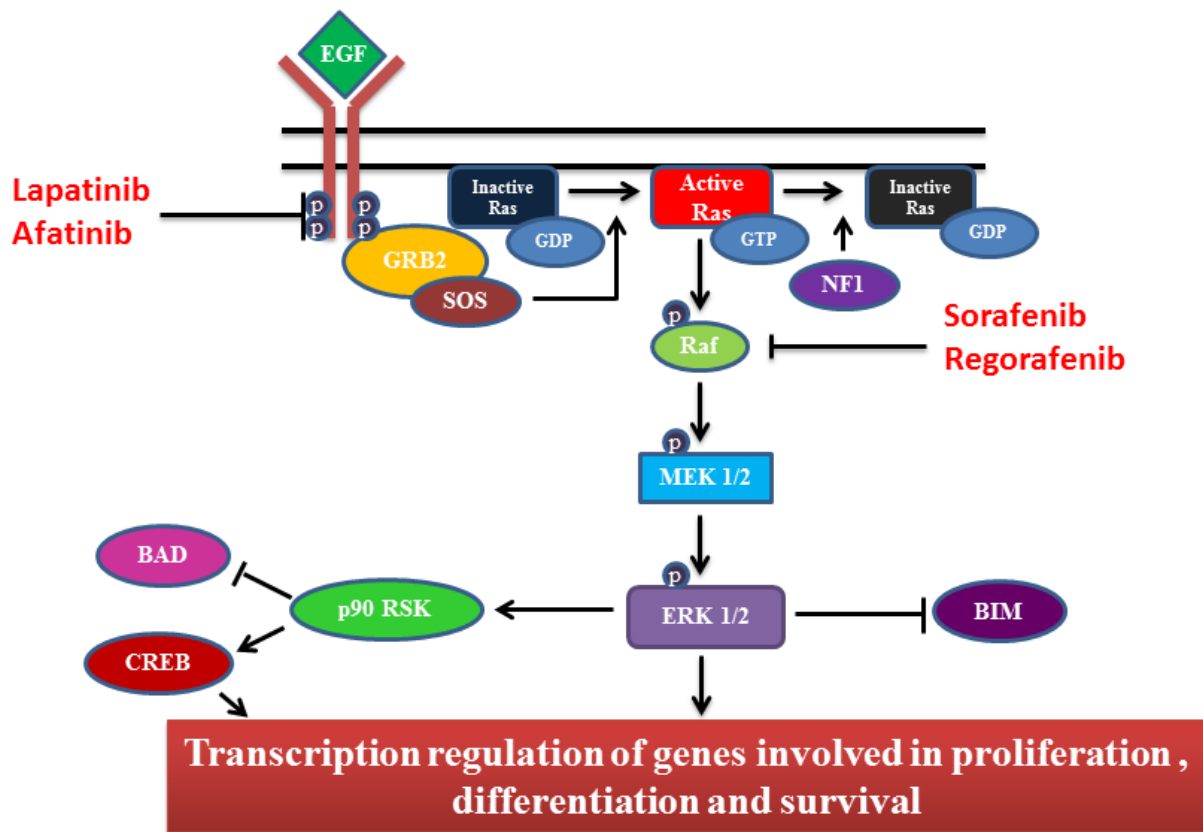 EGF
Lapatinib
Afatinib
p
p
p
p
GRB2
SOS
Inactive
Ras
GDP
Active
Ras
GTP
Inactive
Ras
GDP
NF1
p
Raf
Sorafenib
Regorafenib
p
MEK 1/2
p
ERK 1/2
BAD
p90 RSK
CREB
BIM
Transcription regulation of genes involved in proliferation ,
differentiation and survival